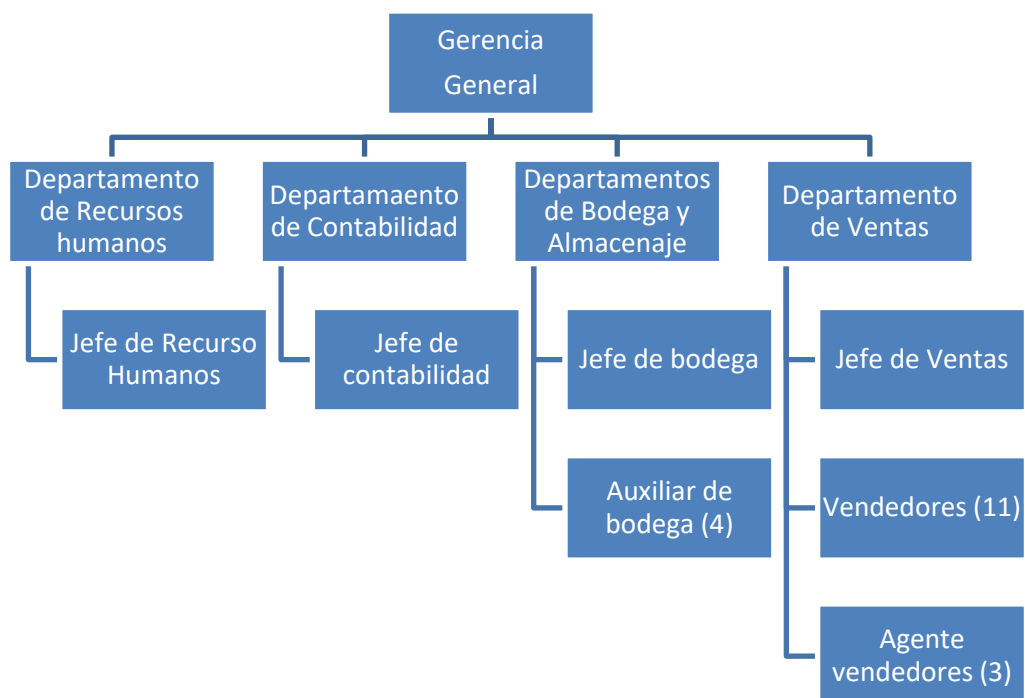 Gerencia
General
Departamento
de Recursos
humanos
Departamaento
de Contabilidad
Departamentos
de Bodega y
Almacenaje
Departamento
de Ventas
Jefe de Recurso
Humanos
Jefe de
contabilidad
Jefe de bodega
Jefe de Ventas
Auxiliar de
bodega (4)
Vendedores (11)
Agente
vendedores (3)